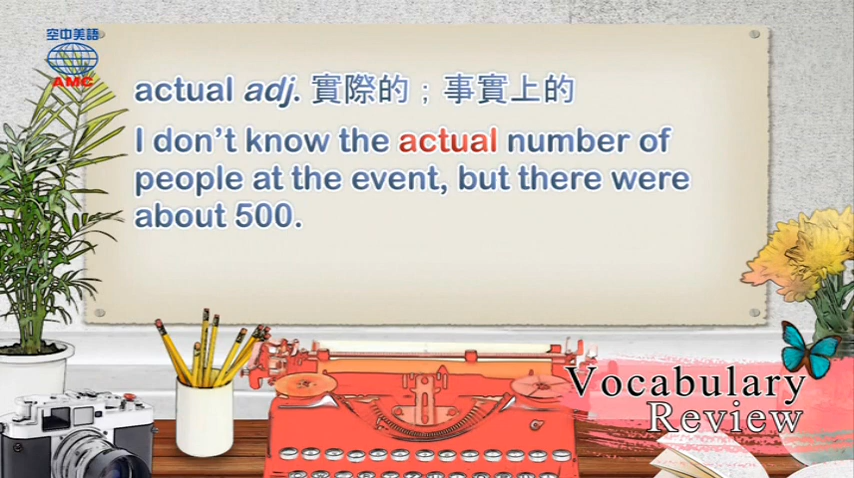 空中美語
AMC
actual adj. 實際的；事實上的
I don't know the actual number of
people at the event, but there were
about 500.
Vocabulary
Review